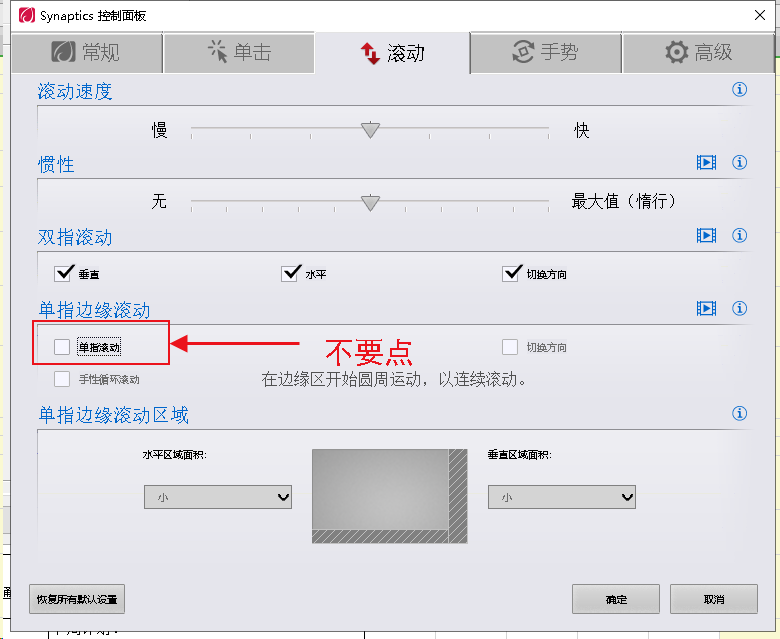 Synaptics 控制面板
常规 单击 滚动 手势 高级
滚动速度
慢 快
惯性
无 最大值（惰行）
双指滚动
垂直 水平 切换方向
单指边缘滚动
单指滚动 不要点 切换方向
手性循环滚动 在边缘区开始圆周运动，以连续滚动。
单指边缘滚动区域
水平区域面积: 垂直区域面积:
小 小
恢复所有默认设置 确定 取消